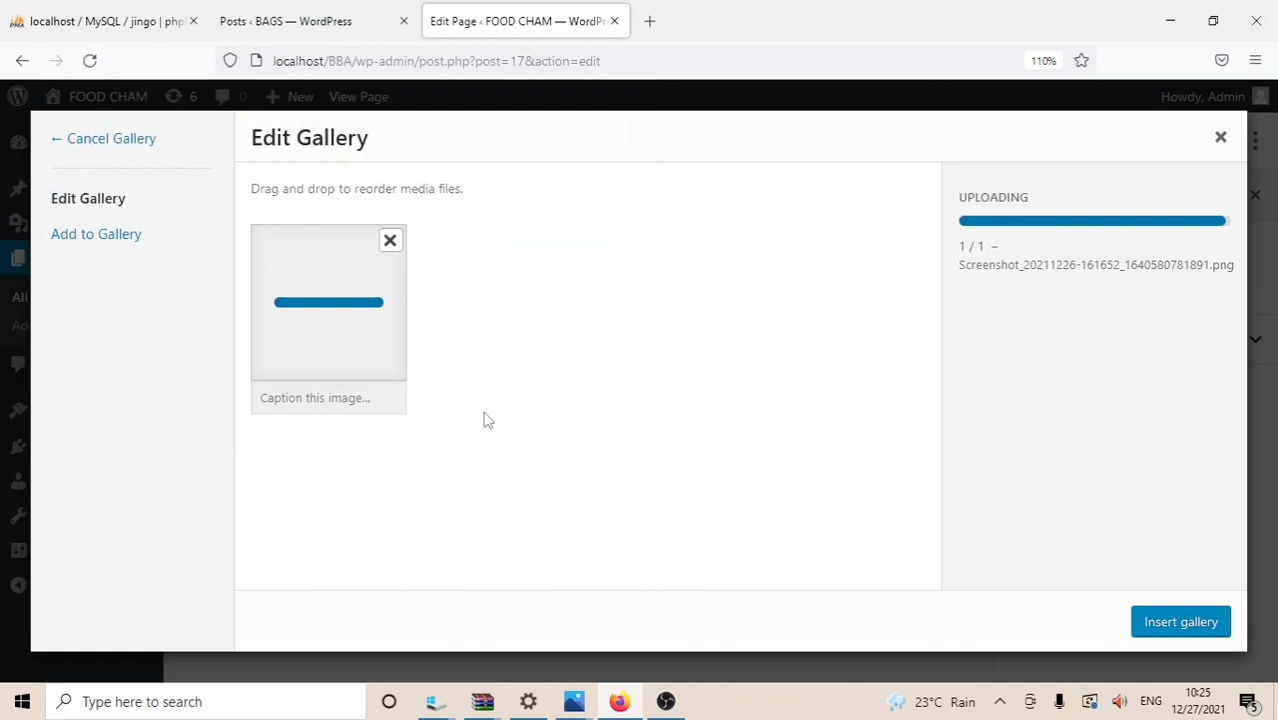 localhost / MySQL / jingo | php
Posts ‹ BAGS — WordPress
Edit Page ‹ FOOD CHAM — WordPr
localhost/BBA/wp-admin/post.php?post=17&action=edit
110%
FOOD CHAM
6
0
New
View Page
Howdy, Admin
← Cancel Gallery
Edit Gallery
Add to Gallery
Edit Gallery
Drag and drop to reorder media files.
Caption this image...
UPLOADING
1 / 1 –
Screenshot_20211226-161652_1640580781891.png
All
Insert gallery
Type here to search
23°C Rain
ENG
10:25
12/27/2021
5